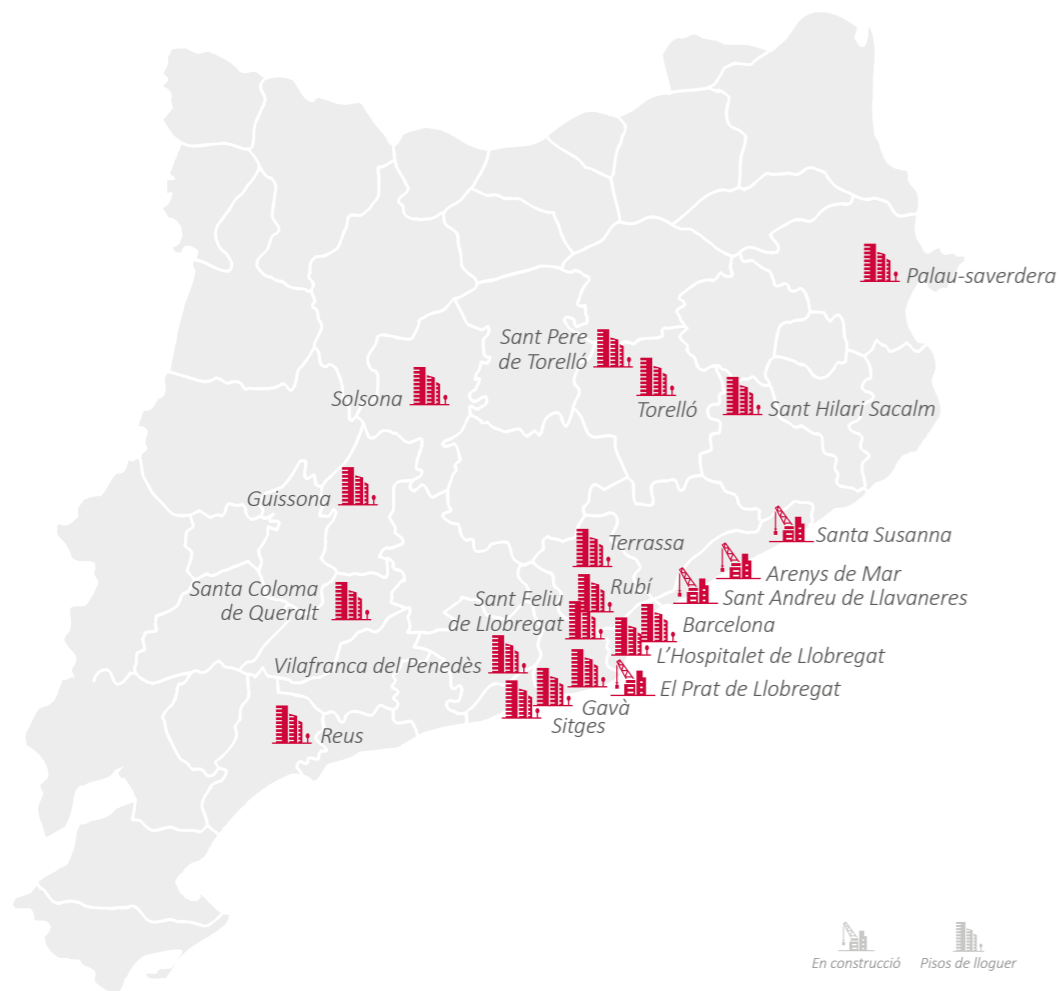 Palau-saverdera
Sant Pere
de Torelló
Solsona
Torelló
Sant Hilari Sacalm
Guissona
Santa Susanna
Terrassa
Arenys de Mar
Santa Coloma
de Queralt
Rubí
Sant Feliu
de Llobregat
Sant Andreu de Llavaneres
Barcelona
L’Hospitalet de Llobregat
Vilafranca del Penedès
El Prat de Llobregat
Gavà
Sitges
Reus
En construcció
Pisos de lloguer